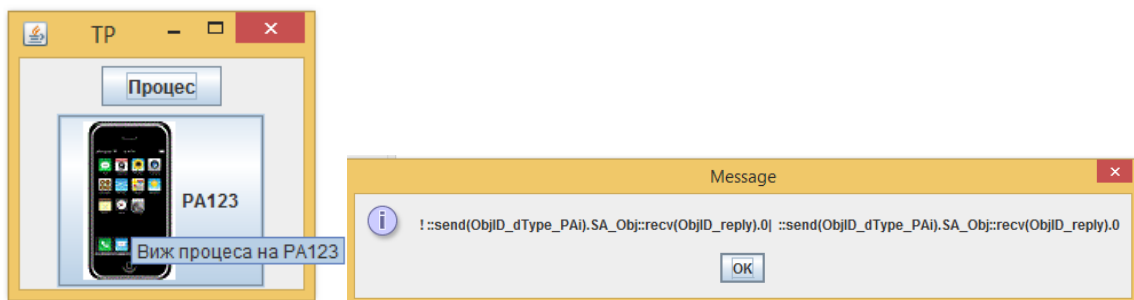 TP
Процес
PA123
Виж процеса на PA123
Message
! ::send(ObjID_dType_PAi).SA_Obj::recv(ObjID_reply).0| ::send(ObjID_dType_PAi).SA_Obj::recv(ObjID_reply).0
OK